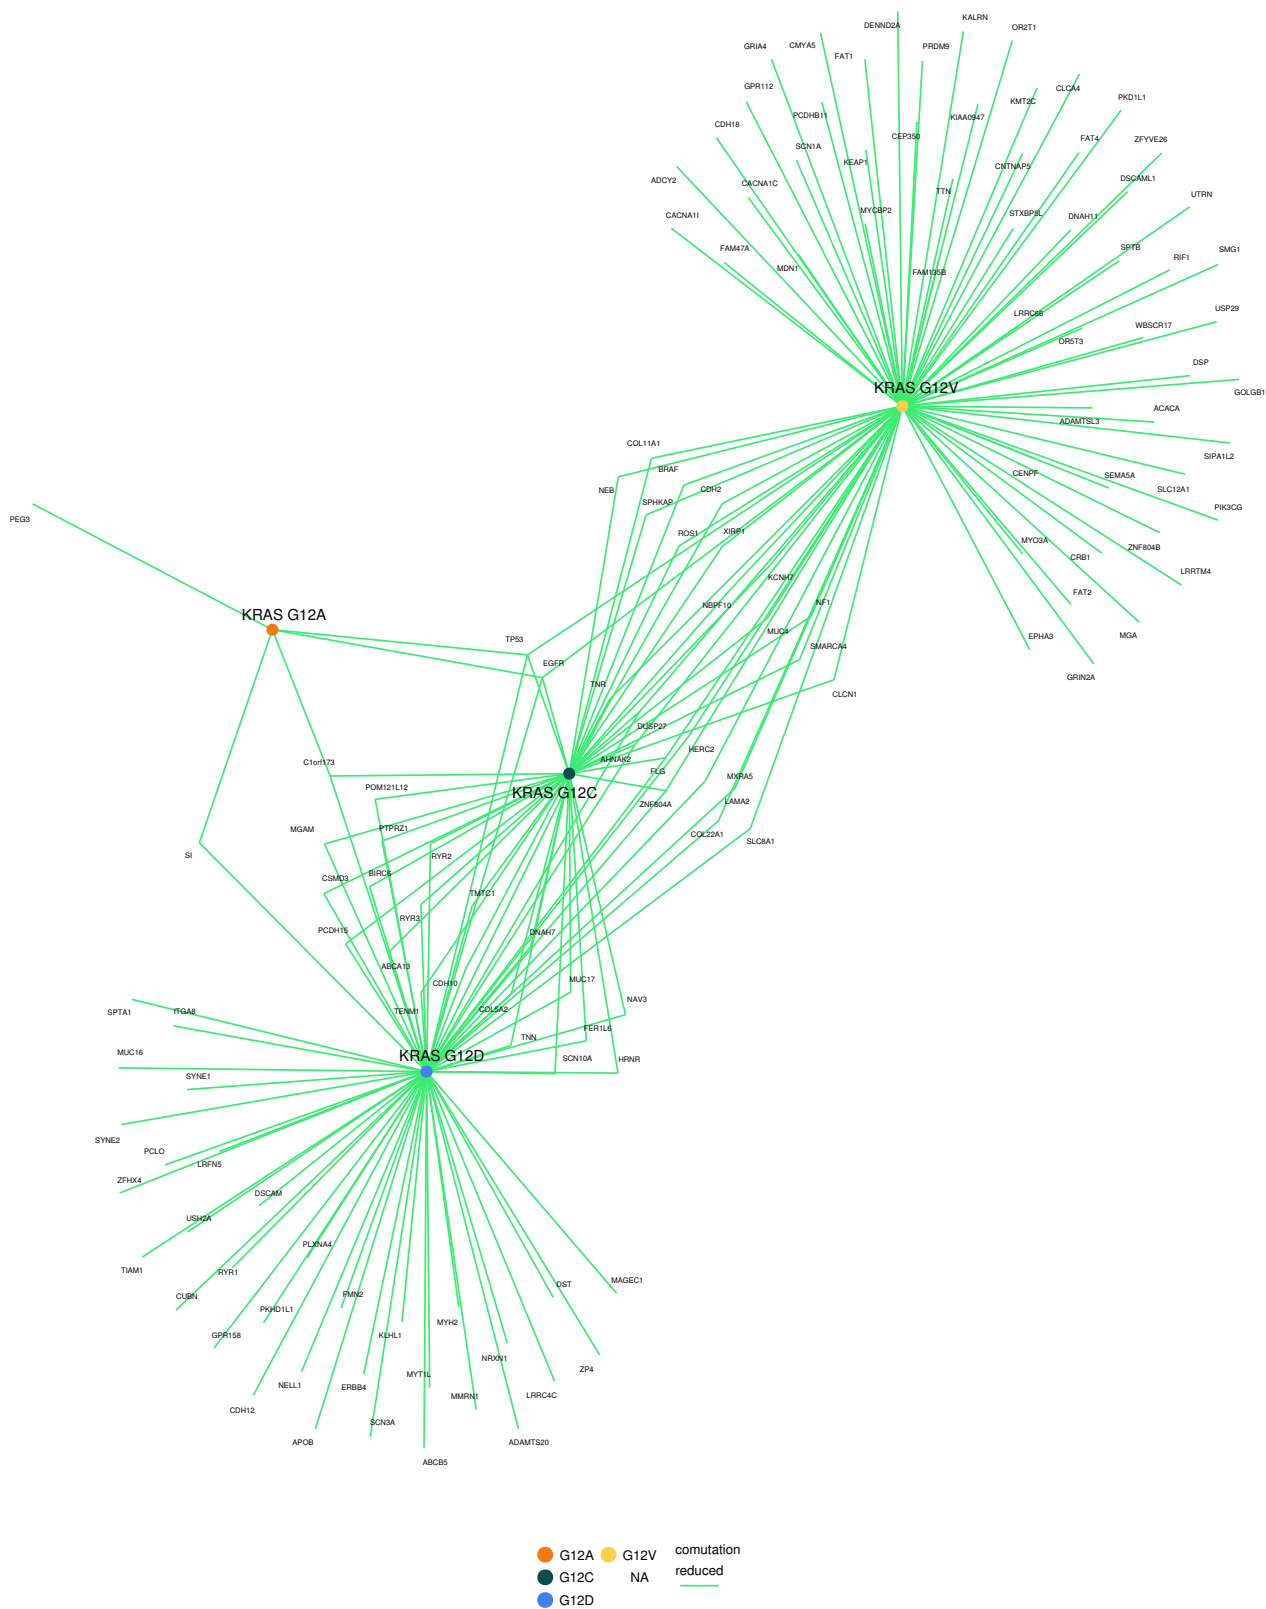 DENND2A
KALRN
OR2T1
GRIA4
CMYA5
FAT1
PRDM9
GPR112
PCDHB11
KIAA0947
KMT2C
CLCA4
PKD1L1
CDH18
SCN1A
KEAP1
CEP350
CNTNAP5
FAT4
ZFYVE26
ADCY2
CACNA1C
TTN
DSCAML1
UTRN
CACNA1I
MYCBP2
STXBP5L
DNAH11
FAM47A
MDN1
FAM135B
SPTB
RIF1
SMG1
LRRC66
OR5T3
WBSCR17
USP29
DSP
GOLGB1
KRAS G12V
ACACA
ADAMTSL3
SIPA1L2
COL11A1
BRAF
NEB
SPHKAP
CDH2
CENPF
SEMA5A
SLC12A1
PIK3CG
PEG3
ROS1
XIRP1
MYO3A
CRB1
ZNF804B
LRRTM4
KCNH7
NBPF10
NF1
FAT2
MGA
KRAS G12A
MUC4
SMARCA4
EPHA3
GRIN2A
TP53
EGFR
TNR
CLCN1
DUSP27
HERC2
C1orf173
AHNAK2
FLG
MXRA5
KRAS G12C
POM121L12
ZNF804A
LAMA2
MGAM
PTPRZ1
COL22A1
SLC8A1
SI
RYR2
CSMD3
BIRC6
TMTC1
RYR3
PCDH15
DNAH7
ABCA13
CDH10
MUC17
NAV3
SPTA1
ITGA8
TENM1
COL5A2
FER1L6
TNN
MUC16
KRAS G12D
SCN10A
HRNR
SYNE1
SYNE2
PCLO
LRFN5
ZFHX4
DSCAM
USH2A
PLXNA4
TIAM1
RYR1
CUBN
PKHD1L1
FMN2
DST
MAGEC1
GPR158
KLHL1
MYH2
NRXN1
ZP4
NELL1
ERBB4
MYT1L
MMRN1
LRRC4C
CDH12
SCN3A
APOB
ADAMTS20
ABCB5
G12A
G12V
G12C
NA
G12D
comutation
reduced